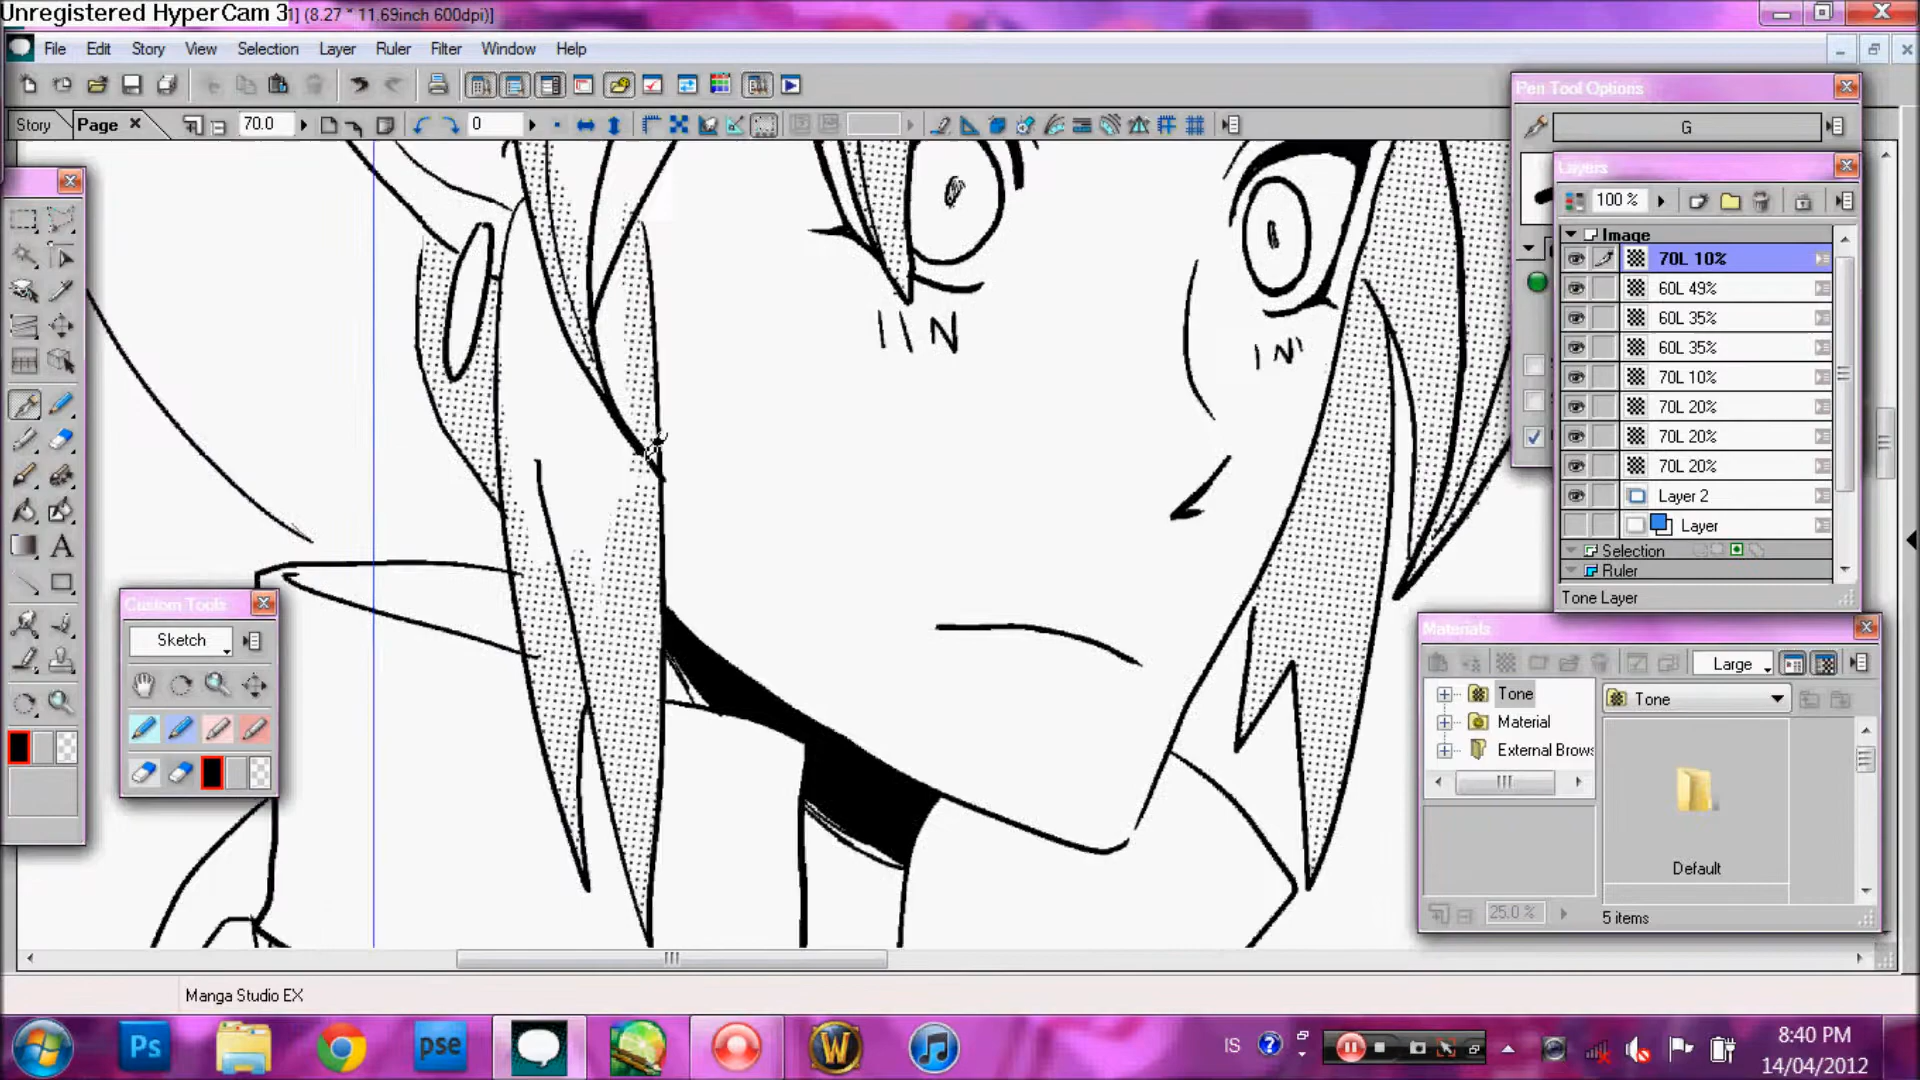 Unregistered HyperCam 3
1] (8.27 * 11.69inch 600dpi)]
File Edit Story View Selection Layer Ruler Filter Window Help
Story Page 70.0 0
Pen Tool Options
G
Layers
100 %
Image
70L 10%
60L 49%
60L 35%
60L 35%
70L 10%
70L 20%
70L 20%
70L 20%
Layer 2
Layer
Selection
Ruler
Tone Layer
Custom Tools
Sketch
Materials
Large
Tone
Material
External Brows
Tone
Default
25.0 %
5 items
Manga Studio EX
Ps
pse
W
IS
8:40 PM
14/04/2012